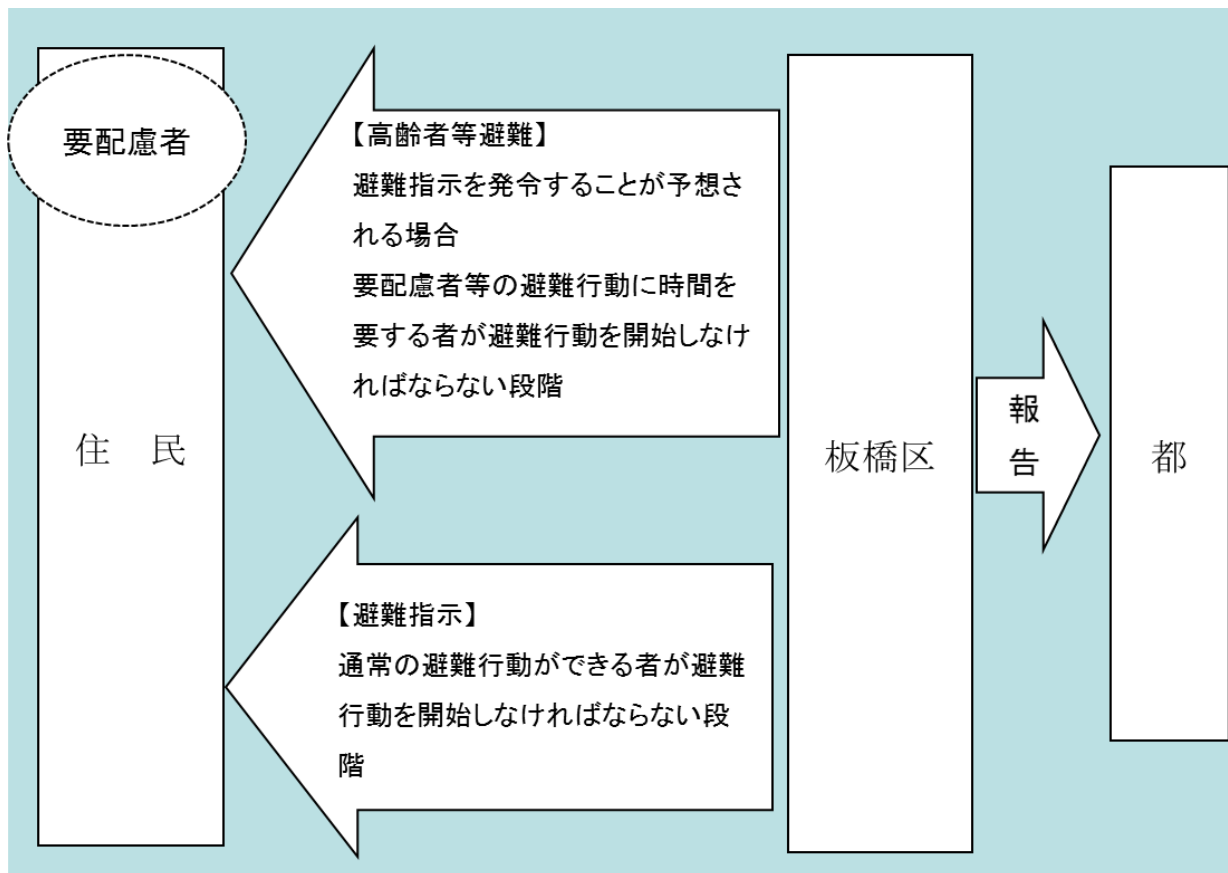 要配慮者
住　民
【高齢者等避難】
避難指示を発令することが予想さ
れる場合
要配慮者等の避難行動に時間を
要する者が避難行動を開始しなけ
ればならない段階
【避難指示】
通常の避難行動ができる者が避難
行動を開始しなければならない段
階
板橋区
報
告
都